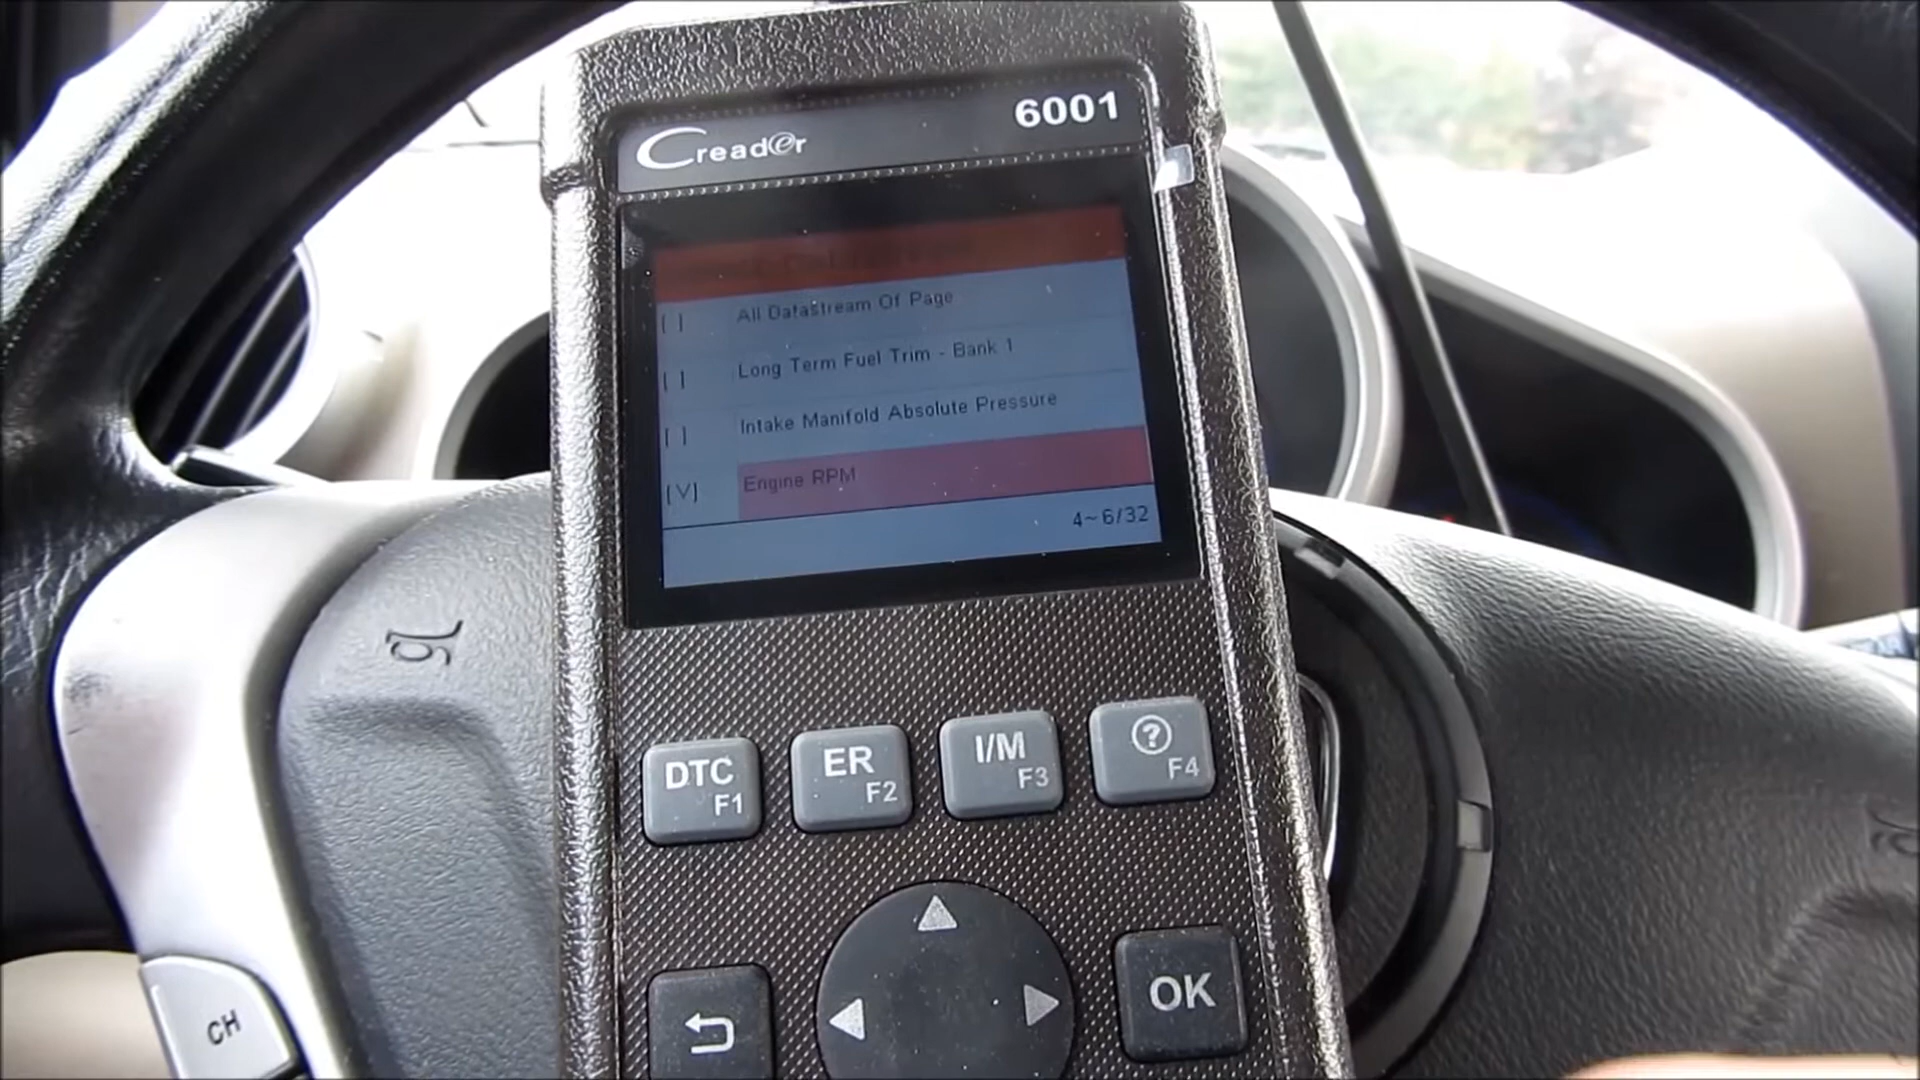 Creader
6001
[ ] All Datastream Of Page
[ ] Long Term Fuel Trim - Bank 1
[ ] Intake Manifold Absolute Pressure
[V] Engine RPM
4~6/32
DTC F1
ER F2
I/M F3
? F4
OK
CH